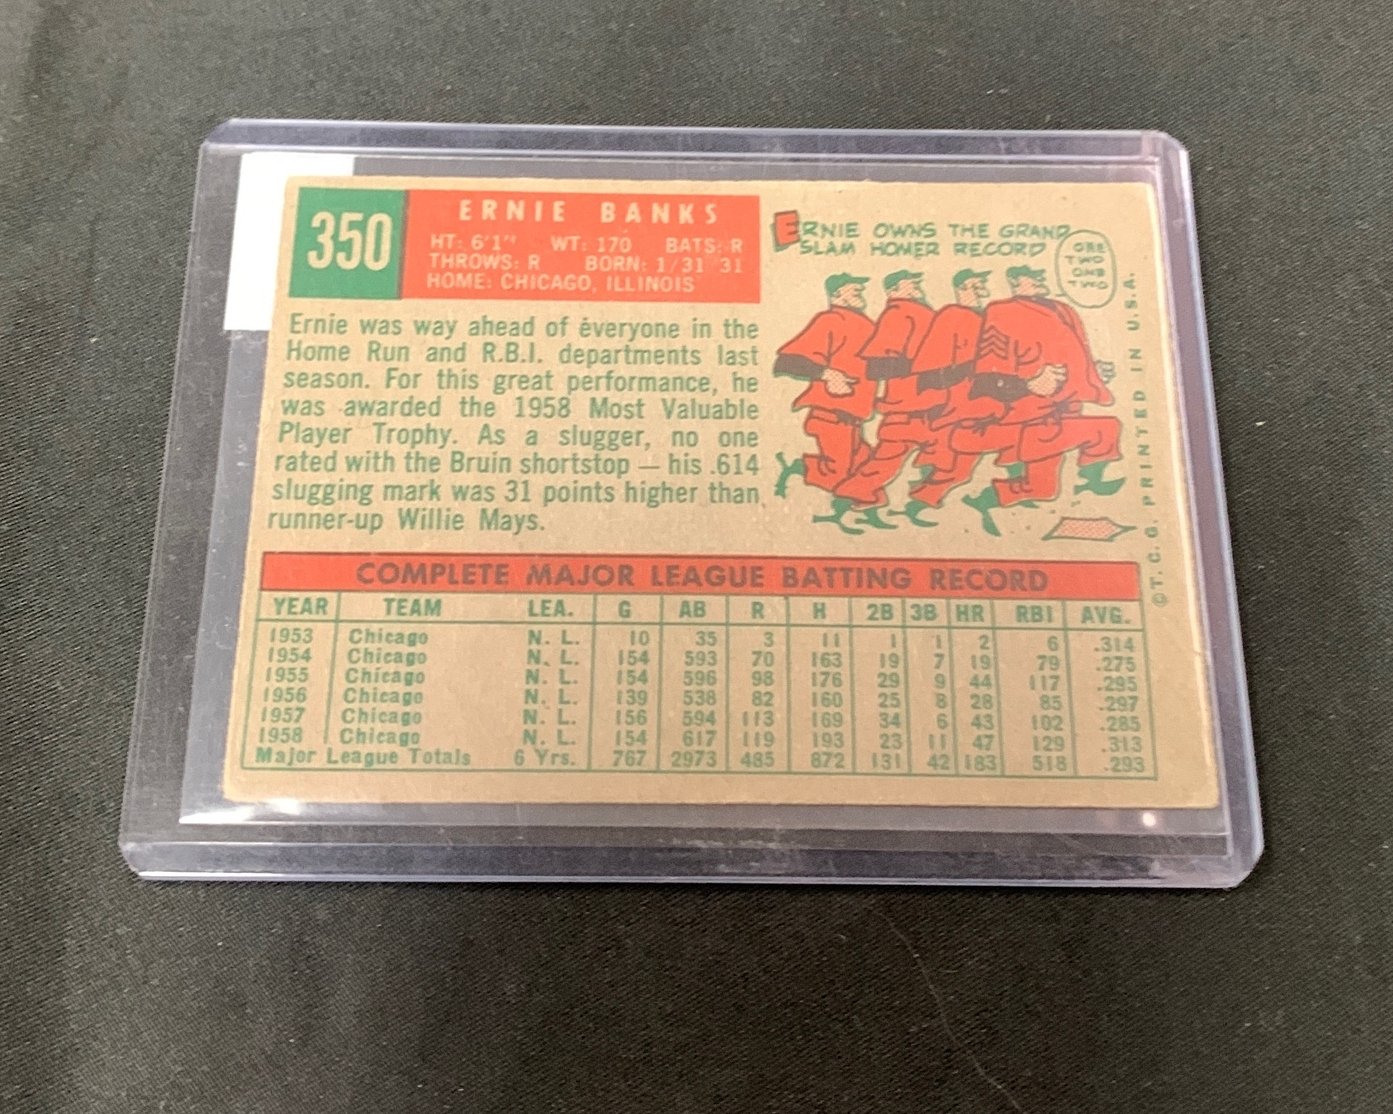 350
ERNIE BANKS
HT: 6'1" WT: 170 BATS: R
THROWS: R BORN: 1/31 31
HOME: CHICAGO, ILLINOIS
ERNIE OWNS THE GRAND
SLAM HOMER RECORD
ONE
TWO
ONE
TWO
Ernie was way ahead of everyone in the
Home Run and R.B.I. departments last
season. For this great performance, he
was awarded the 1958 Most Valuable
Player Trophy. As a slugger, no one
rated with the Bruin shortstop — his .614
slugging mark was 31 points higher than
runner-up Willie Mays.
©T. C. G. PRINTED IN U.S.A.
COMPLETE MAJOR LEAGUE BATTING RECORD
YEAR TEAM LEA. G AB R H 2B 3B HR RBI AVG.
1953 Chicago N. L. 10 35 3 11 1 1 2 6 .314
1954 Chicago N. L. 154 593 70 163 19 7 19 79 .275
1955 Chicago N. L. 154 596 98 176 29 9 44 117 .295
1956 Chicago N. L. 139 538 82 160 25 8 28 85 .297
1957 Chicago N. L. 156 594 113 169 34 6 43 102 .285
1958 Chicago N. L. 154 617 119 193 23 11 47 129 .313
Major League Totals 6 Yrs. 767 2973 485 872 131 42 183 518 .293